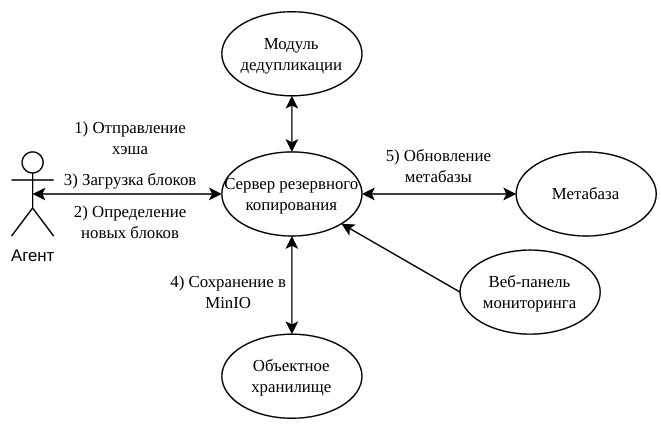 Модуль
дедупликации
1) Отправление
хэша
3) Загрузка блоков
2) Определение
новых блоков
Агент
Сервер резервного
копирования
5) Обновление
метабазы
Метабаза
Веб-панель
мониторинга
4) Сохранение в
MinIO
Объектное
хранилище